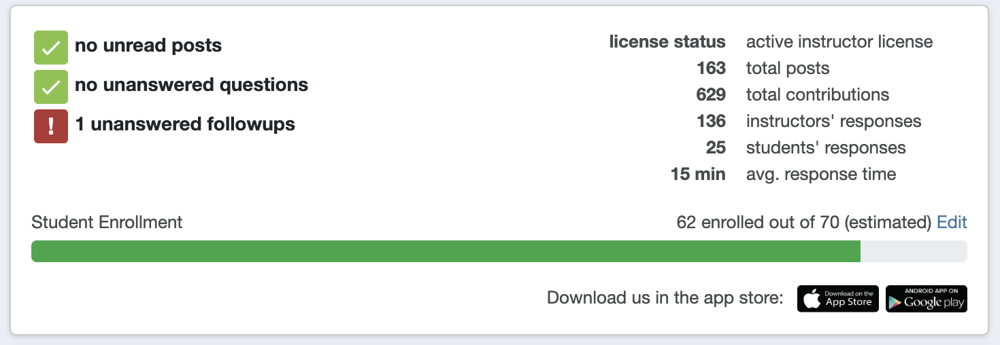 no unread posts
no unanswered questions
! 1 unanswered followups
license status active instructor license
163 total posts
629 total contributions
136 instructors' responses
25 students' responses
15 min avg. response time
Student Enrollment
62 enrolled out of 70 (estimated) Edit
Download us in the app store:
Download on the
App Store
ANDROID APP ON
Google play